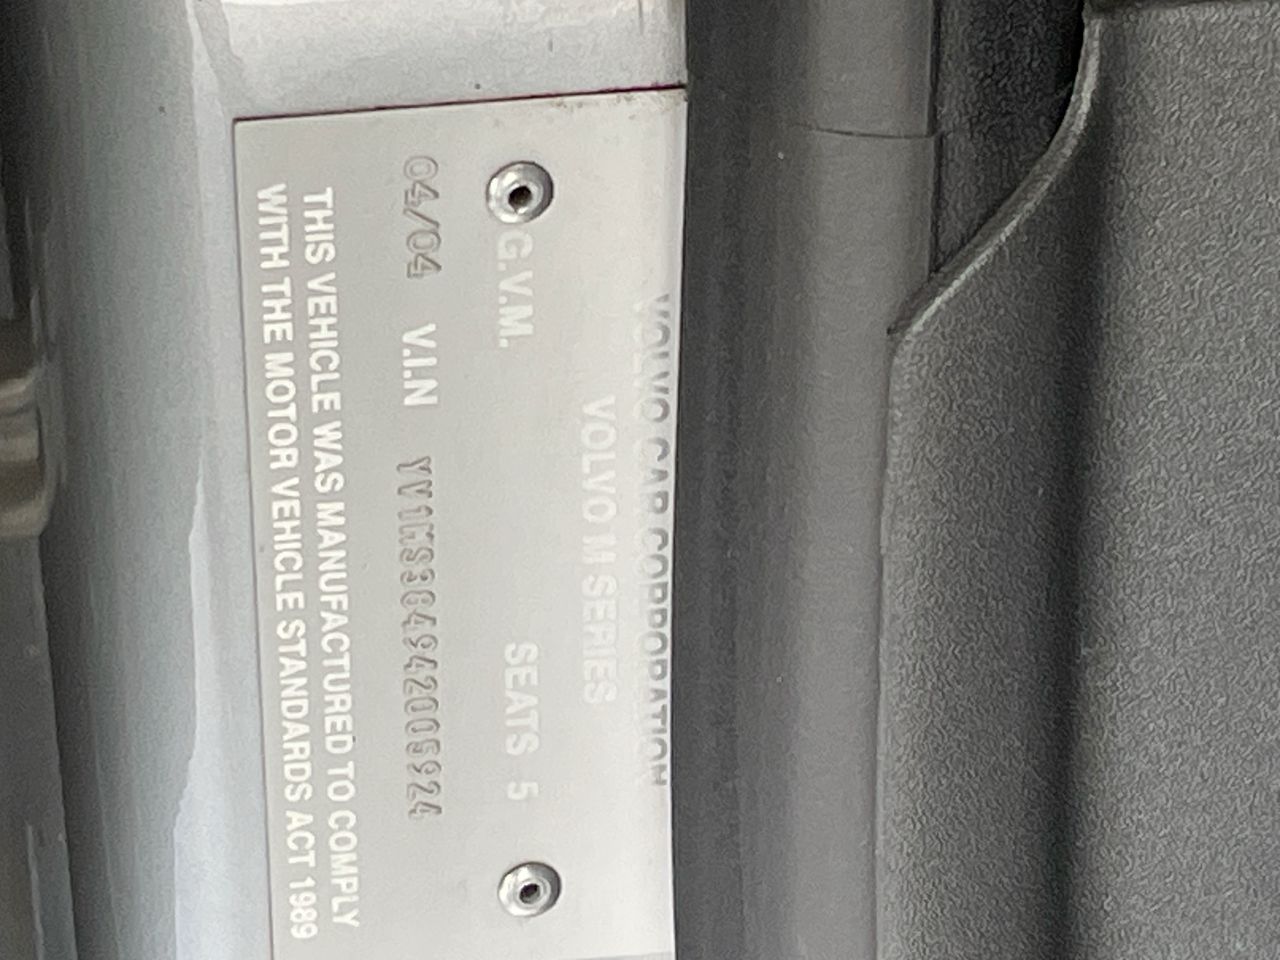 VOLVO CAR CORPORATION
VOLVO M SERIES
G.V.M. SEATS 5
04/04 V.I.N YV1MS384942005924
THIS VEHICLE WAS MANUFACTURED TO COMPLY
WITH THE MOTOR VEHICLE STANDARDS ACT 1989